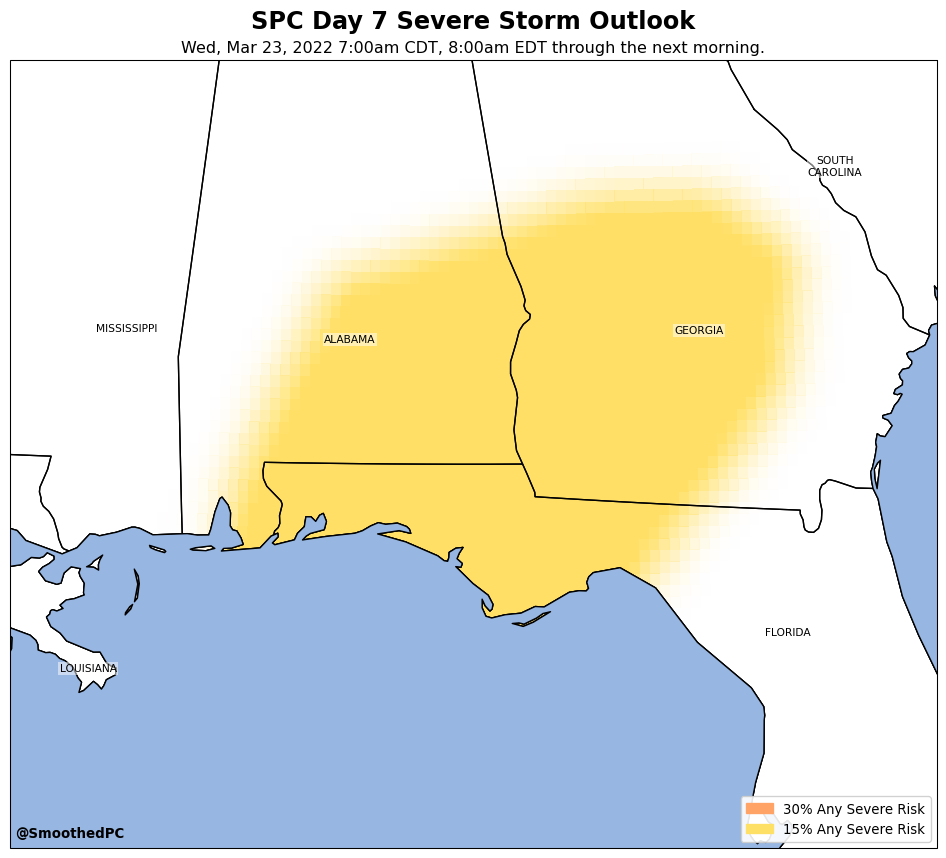 SPC Day 7 Severe Storm Outlook
Wed, Mar 23, 2022 7:00am CDT, 8:00am EDT through the next morning.
SOUTH
CAROLINA
MISSISSIPPI
ALABAMA
GEORGIA
FLORIDA
LOUISIANA
30% Any Severe Risk
15% Any Severe Risk
@SmoothedPC